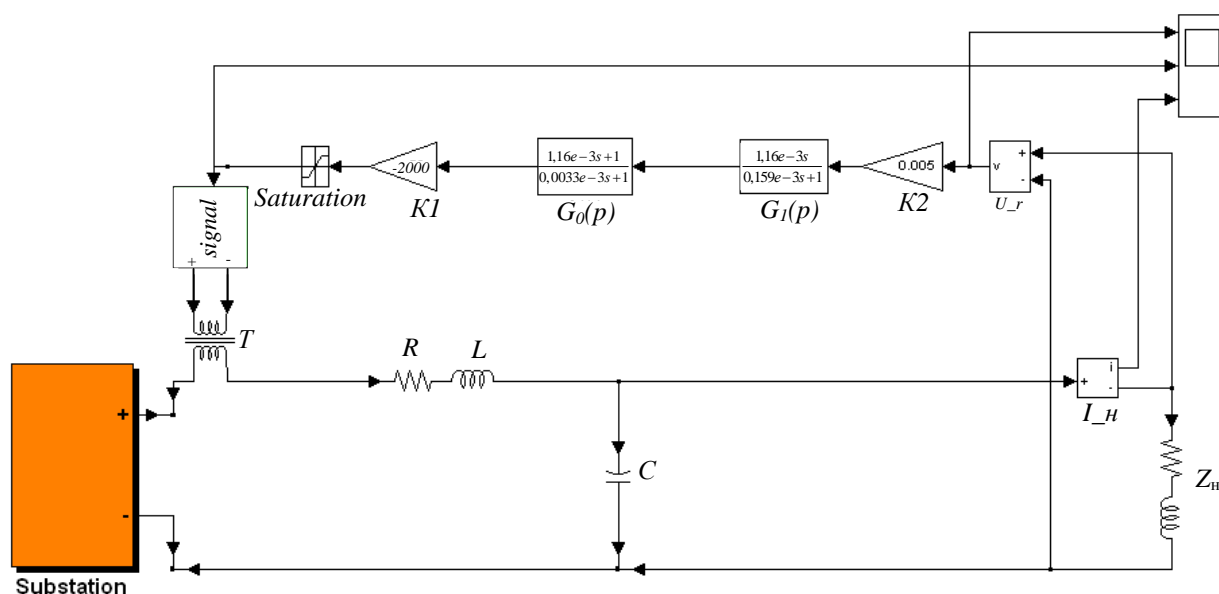 1,16e-3s+1
0,0033e-3s+1
1,16e-3s
0,159e-3s+1
-2000
0.005
v
+
-
Saturation
K1
G₀(p)
G₁(p)
K2
U_r
signal
+ -
T
R
L
+
i
-
I_н
+
C
Zн
-
Substation